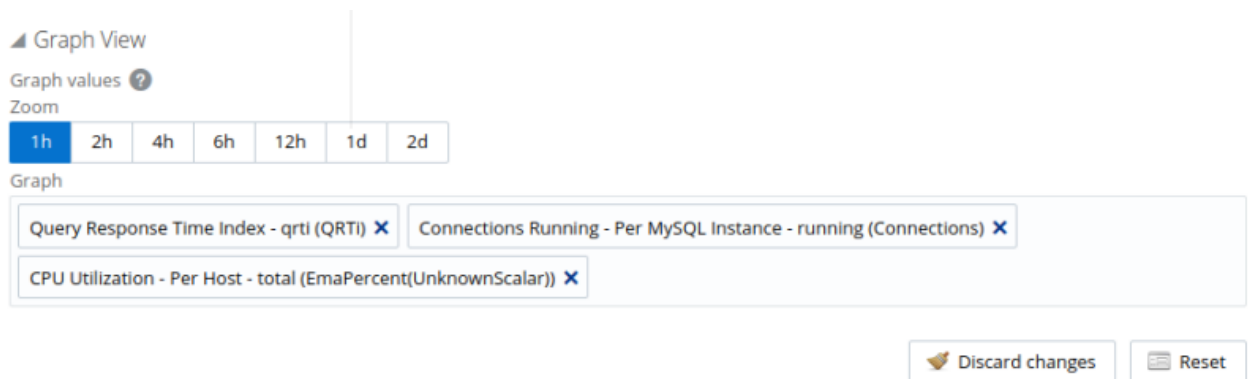 Graph View
Graph values ?
Zoom
1h 2h 4h 6h 12h 1d 2d
Graph
Query Response Time Index - qrti (QRTi) Connections Running - Per MySQL Instance - running (Connections)
CPU Utilization - Per Host - total (EmaPercent(UnknownScalar))
Discard changes Reset